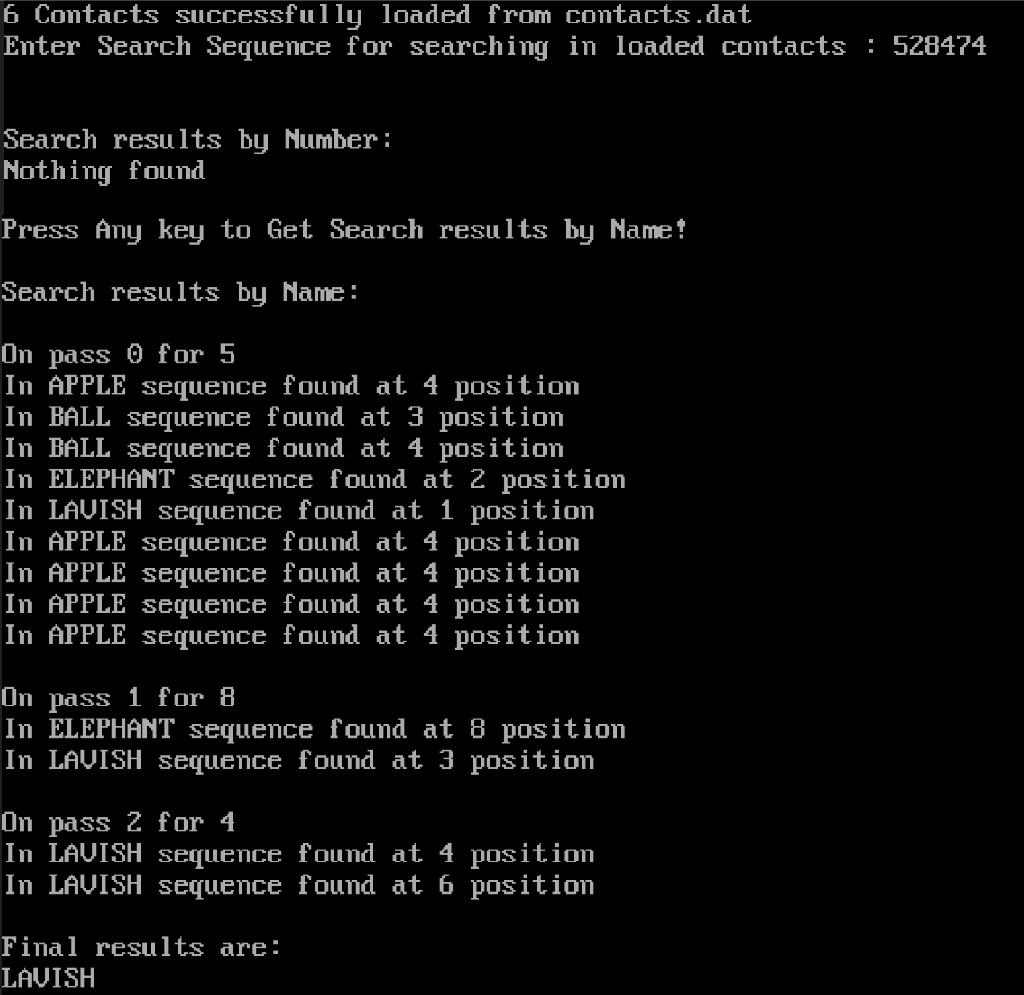 6 Contacts successfully loaded from contacts.dat
Enter Search Sequence for searching in loaded contacts : 528474
Search results by Number:
Nothing found
Press Any key to Get Search results by Name!
Search results by Name:
On pass 0 for 5
In APPLE sequence found at 4 position
In BALL sequence found at 3 position
In BALL sequence found at 4 position
In ELEPHANT sequence found at 2 position
In LAVISH sequence found at 1 position
In APPLE sequence found at 4 position
In APPLE sequence found at 4 position
In APPLE sequence found at 4 position
In APPLE sequence found at 4 position
On pass 1 for 8
In ELEPHANT sequence found at 8 position
In LAVISH sequence found at 3 position
On pass 2 for 4
In LAVISH sequence found at 4 position
In LAVISH sequence found at 6 position
Final results are:
LAVISH